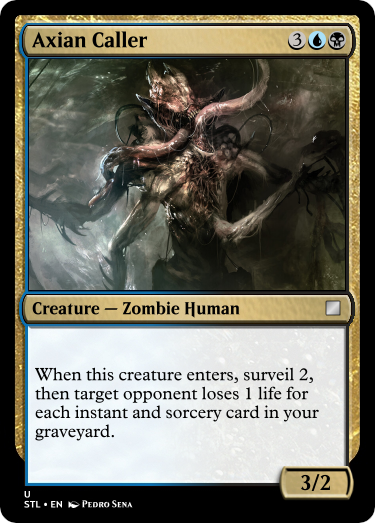 Axian Caller 3
Creature — Zombie Human
When this creature enters, surveil 2,
then target opponent loses 1 life for
each instant and sorcery card in your
graveyard.
3/2
U
STL • EN Pedro Sena